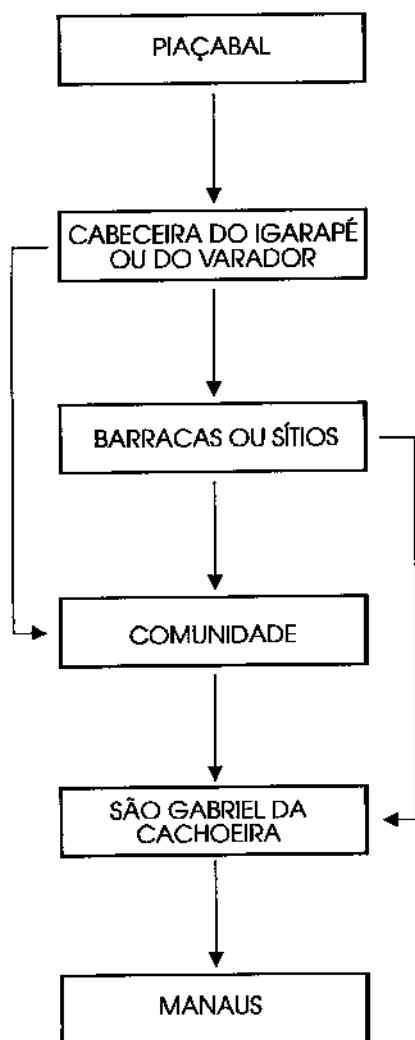 PIAÇABAL
CABECEIRA DO IGARAPÉ
OU DO VARADOR
BARRACAS OU SÍTIOS
COMUNIDADE
SÃO GABRIEL DA
CACHOEIRA
MANAUS